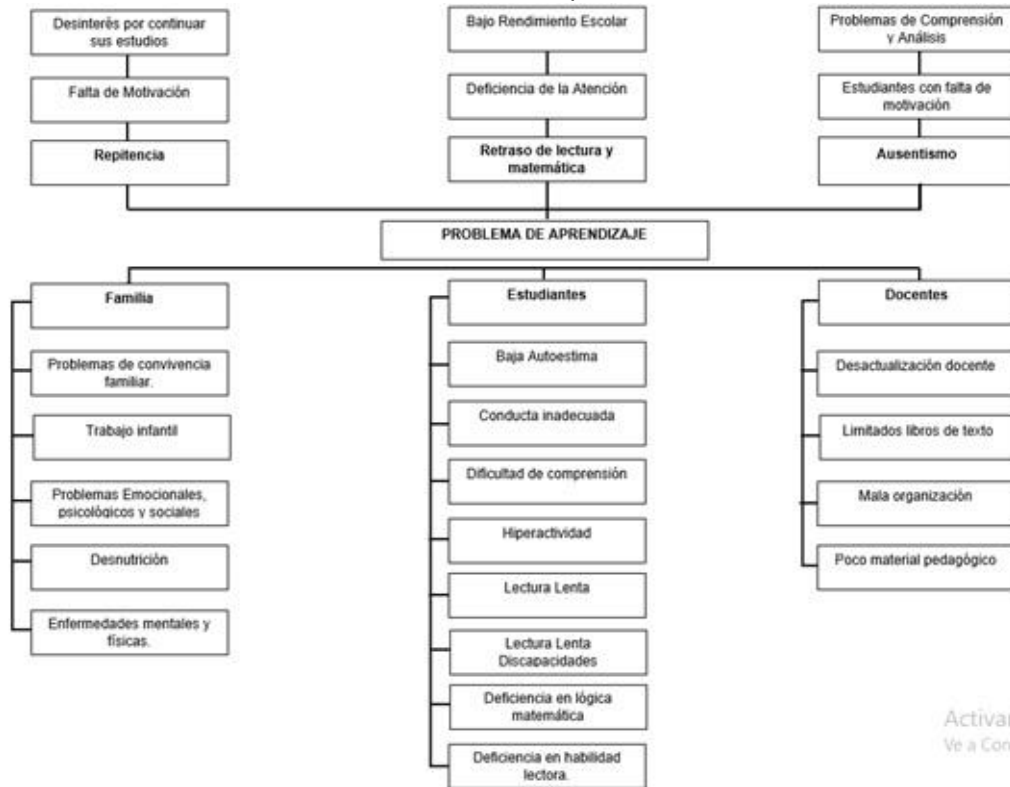 Desinterés por continuar
sus estudios
Falta de Motivación
Repitencia
Bajo Rendimiento Escolar
Deficiencia de la Atención
Retraso de lectura y
matemática
Problemas de Comprensión
y Análisis
Estudiantes con falta de
motivación
Ausentismo
PROBLEMA DE APRENDIZAJE
Familia
Problemas de convivencia
familiar.
Trabajo infantil
Problemas Emocionales,
psicológicos y sociales
Desnutrición
Enfermedades mentales y
físicas.
Estudiantes
Baja Autoestima
Conducta inadecuada
Dificultad de comprensión
Hiperactividad
Lectura Lenta
Lectura Lenta
Discapacidades
Deficiencia en lógica
matemática
Deficiencia en habilidad
lectora.
Docentes
Desactualización docente
Limitados libros de texto
Mala organización
Poco material pedagógico
Activar
Ve a Con